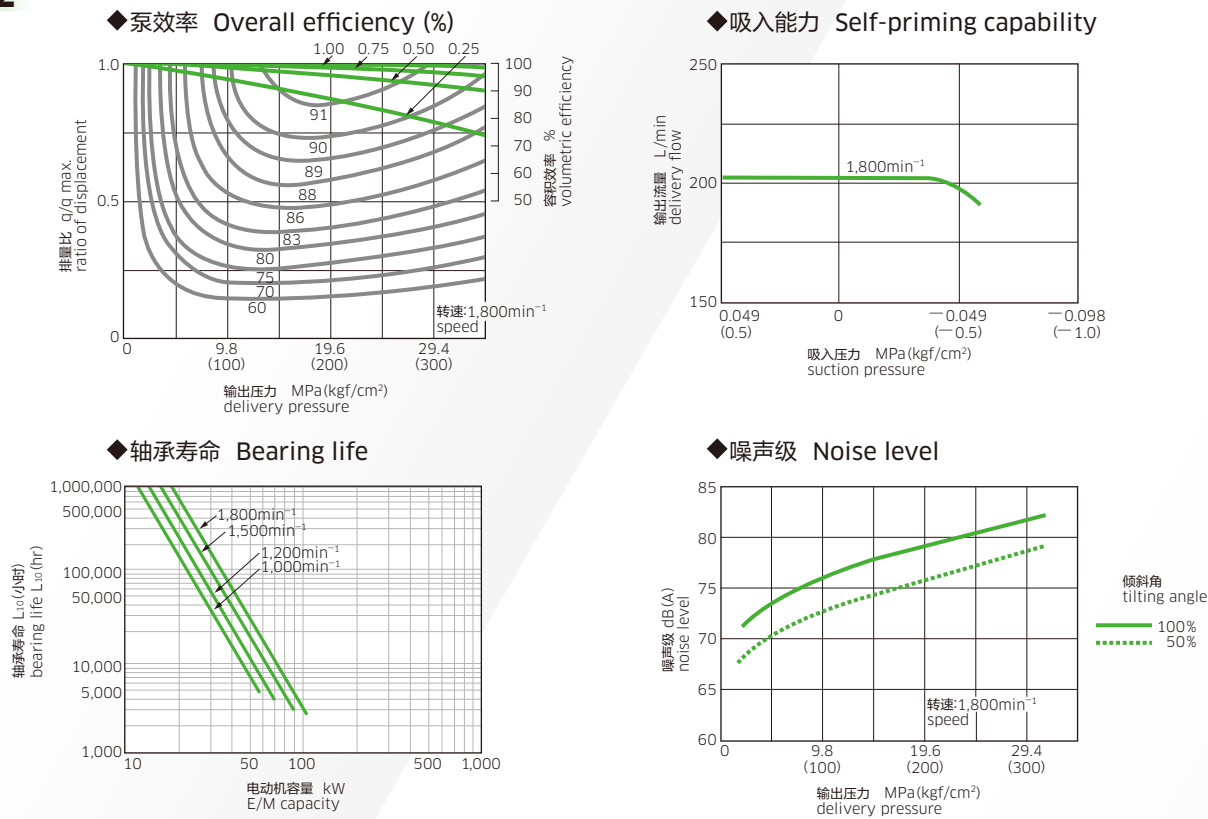 ◆泵效率 Overall efficiency (%)
1.00 0.75 0.50 0.25
1.0
0.5
0
排量比 q/q max.
ratio of displacement
91
90
89
88
86
83
80
75
70
60
100
90
80
70
60
50
容积效率 %
volumetric efficiency
转速:1,800min⁻¹
speed
0 9.8 19.6 29.4
(100) (200) (300)
输出压力 MPa(kgf/cm²)
delivery pressure
◆吸入能力 Self-priming capability
250
200
150
输出流量 L/min
delivery flow
1,800min⁻¹
0.049 0 －0.049 －0.098
(0.5) (－0.5) (－1.0)
吸入压力 MPa(kgf/cm²)
suction pressure
◆轴承寿命 Bearing life
1,000,000
500,000
100,000
50,000
10,000
5,000
1,000
轴承寿命 L₁₀(小时)
bearing life L₁₀(hr)
1,800min⁻¹
1,500min⁻¹
1,200min⁻¹
1,000min⁻¹
10 50 100 500 1,000
电动机容量 kW
E/M capacity
◆噪声级 Noise level
85
80
75
70
65
60
噪声级 dB(A)
noise level
转速:1,800min⁻¹
speed
0 9.8 19.6 29.4
(100) (200) (300)
输出压力 MPa(kgf/cm²)
delivery pressure
倾斜角
tilting angle
100%
50%